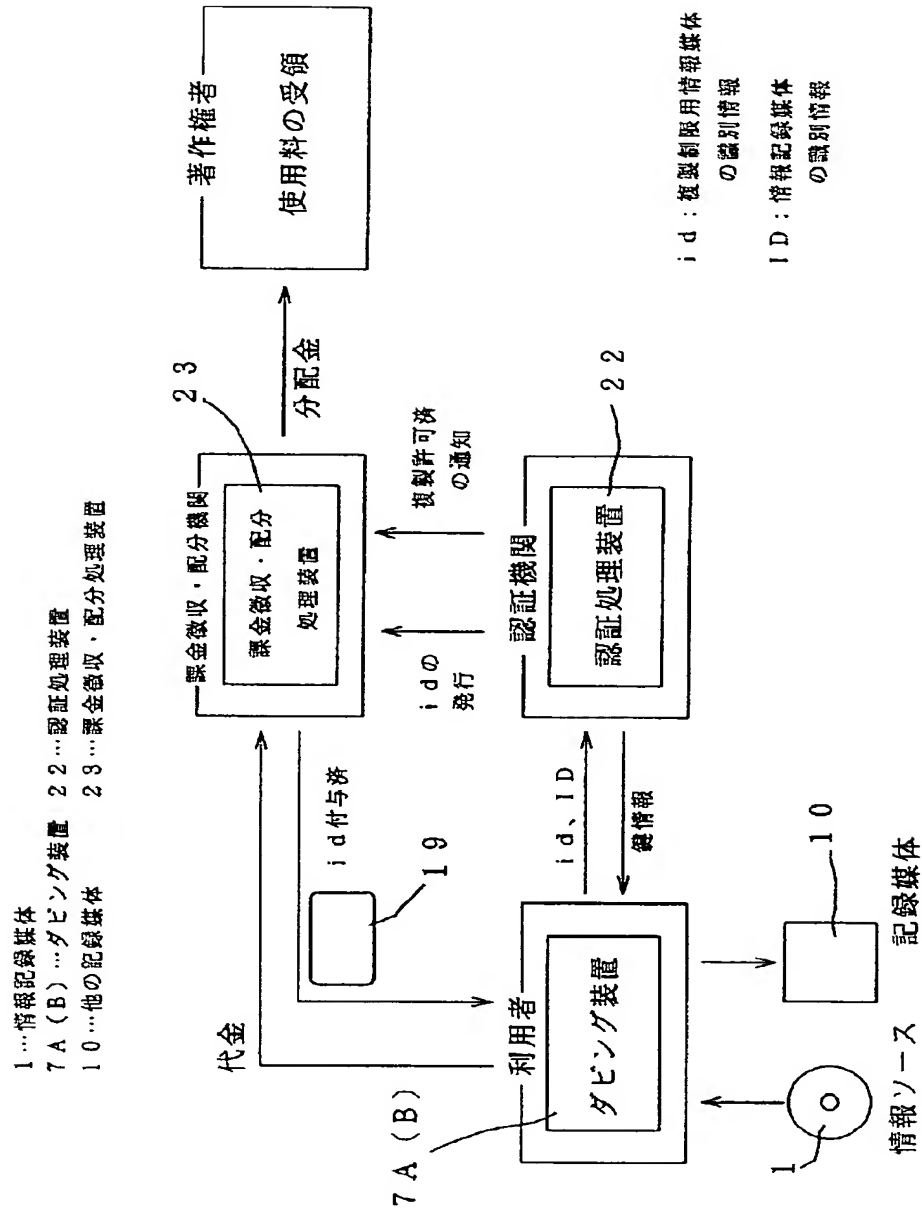 1…情報記録媒体
7A(B)…ダビング装置 22…認証処理装置
10…他の記録媒体 23…課金徴収・配分処理装置
著作権者
使用料の受領
23
分配金
課金徴収・配分機関
課金徴収・配分
処理装置
代金
id付与済
19
idの
発行
複製許可済
の通知
認証機関
認証処理装置
22
id、ID
鍵情報
利用者
ダビング装置
7A(B)
1
情報ソース
10
記録媒体
id:複製制限用情報媒体
の識別情報
ID:情報記録媒体
の識別情報